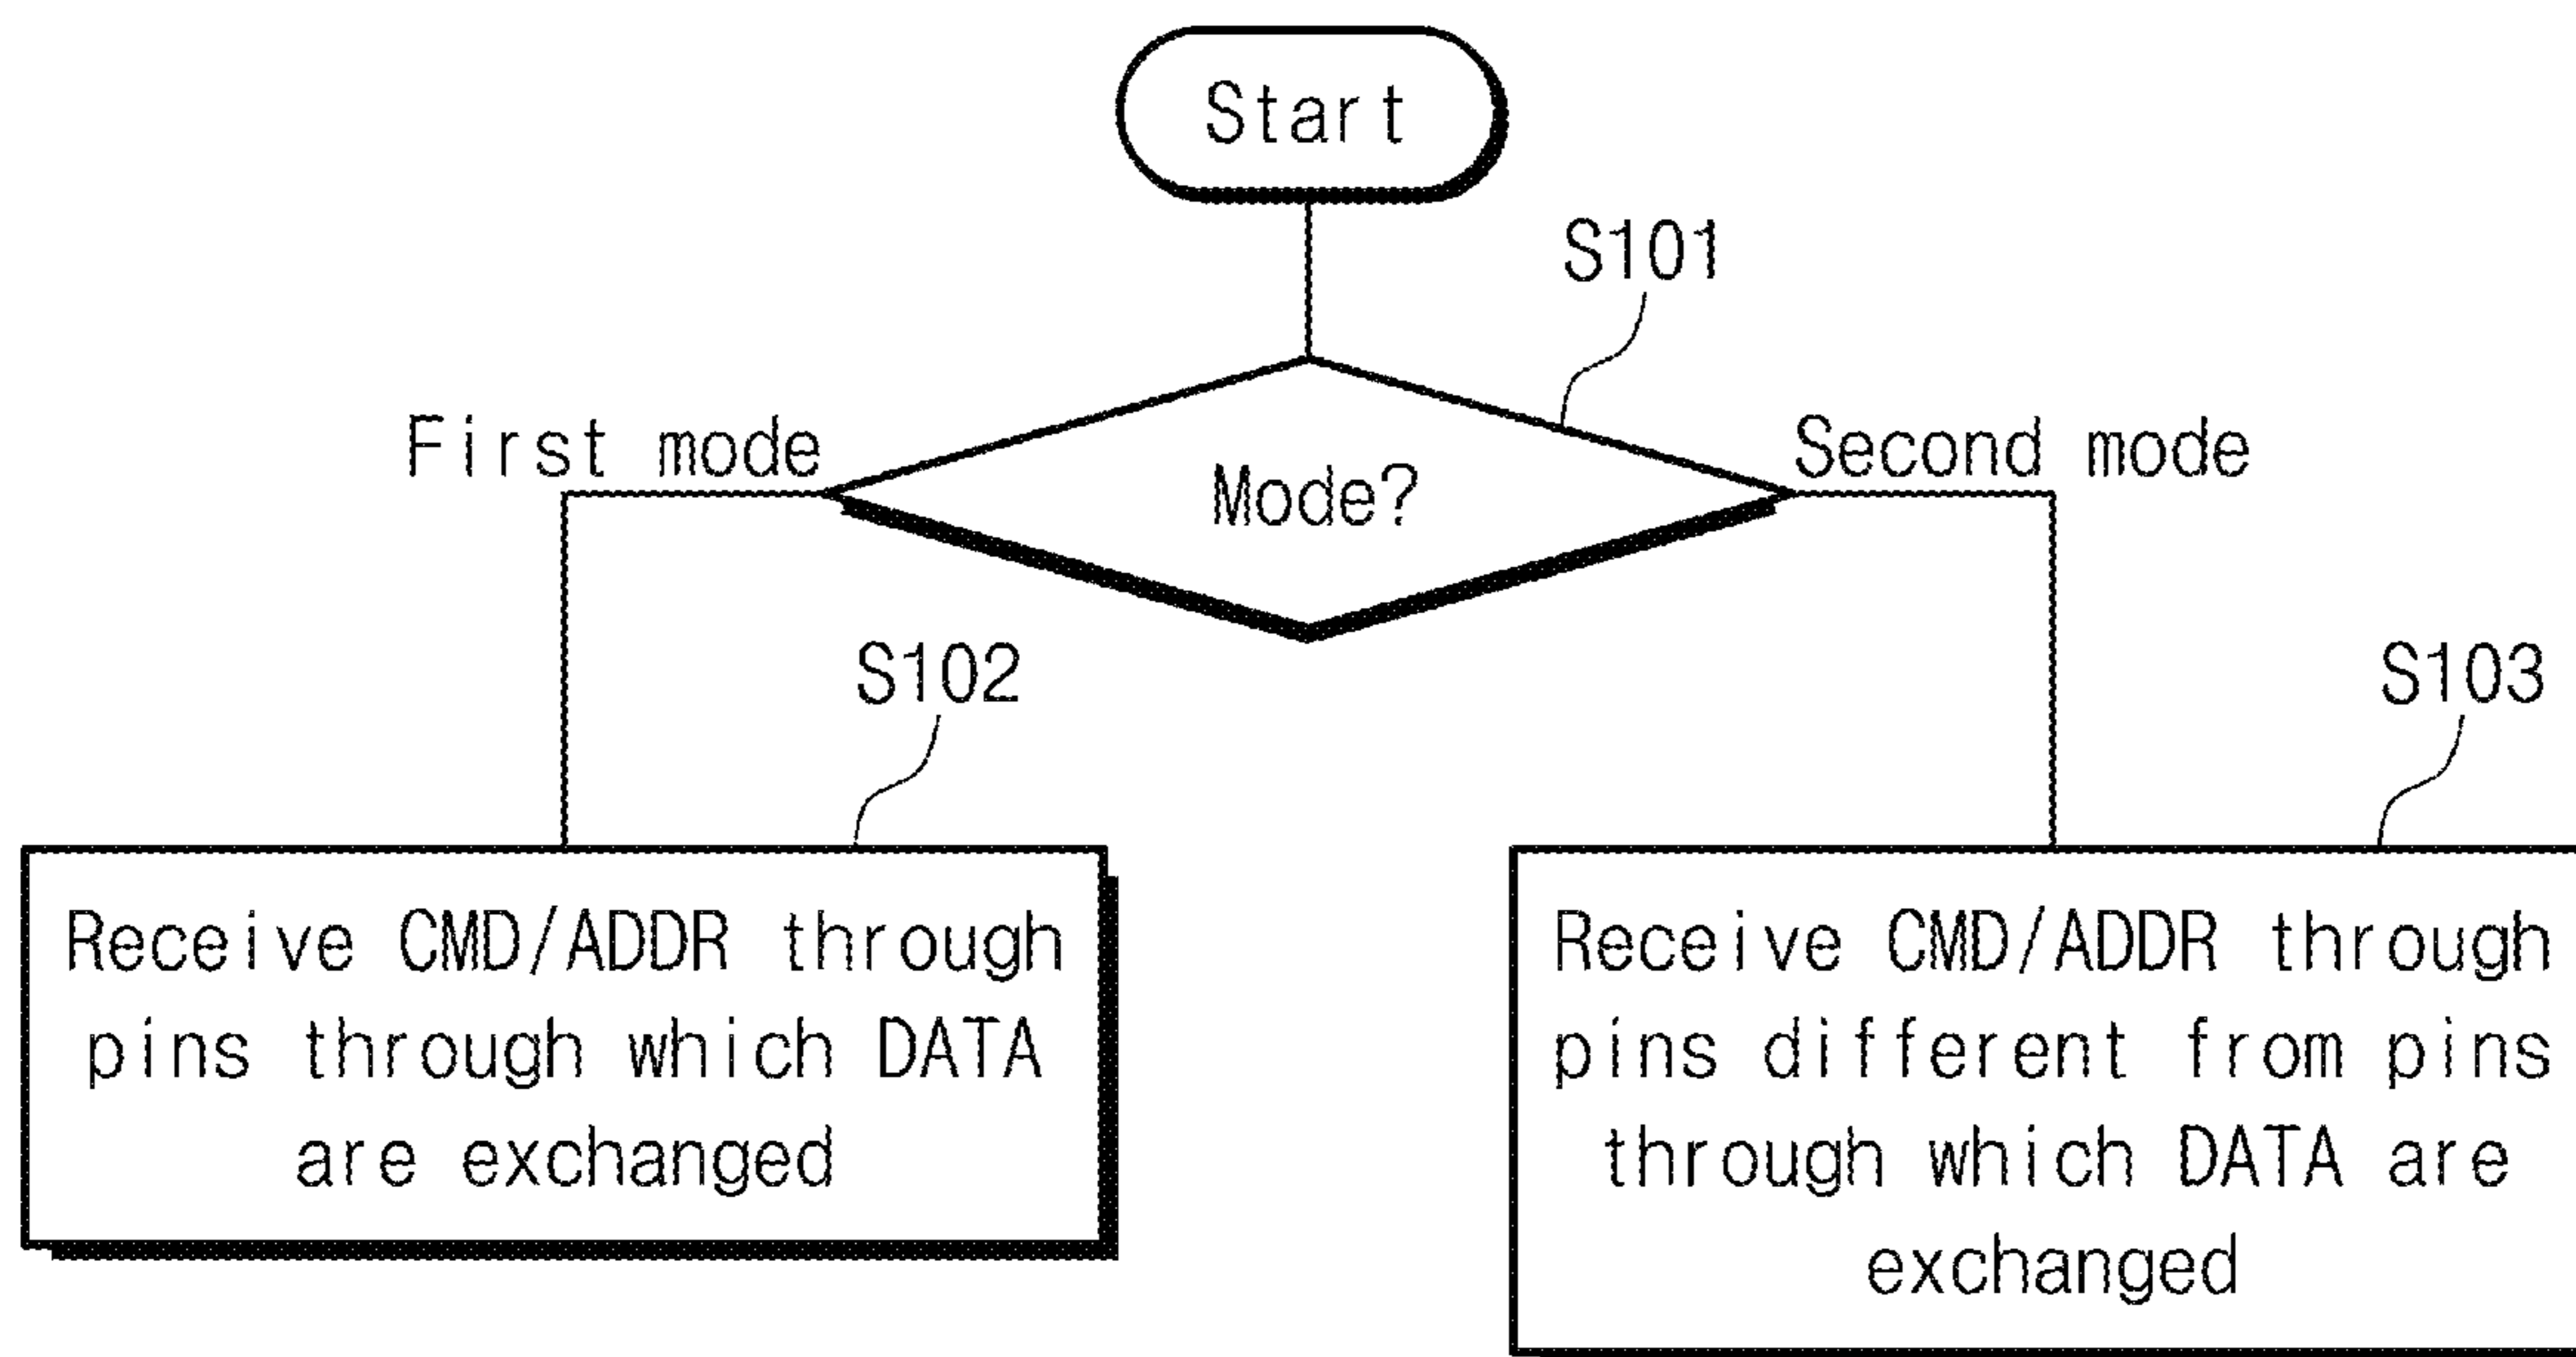 Start
S101
First mode
Second mode
Mode?
S102
S103
Receive CMD/ADDR through
pins through which DATA
are exchanged
Receive CMD/ADDR through
pins different from pins
through which DATA are
exchanged